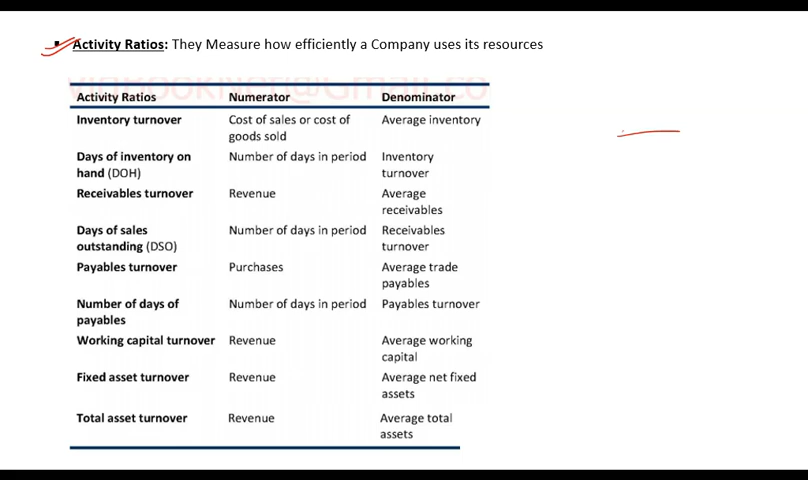 ▪ Activity Ratios: They Measure how efficiently a Company uses its resources
Activity Ratios Numerator Denominator
Inventory turnover Cost of sales or cost of goods sold Average inventory
Days of inventory on hand (DOH) Number of days in period Inventory turnover
Receivables turnover Revenue Average receivables
Days of sales outstanding (DSO) Number of days in period Receivables turnover
Payables turnover Purchases Average trade payables
Number of days of payables Number of days in period Payables turnover
Working capital turnover Revenue Average working capital
Fixed asset turnover Revenue Average net fixed assets
Total asset turnover Revenue Average total assets